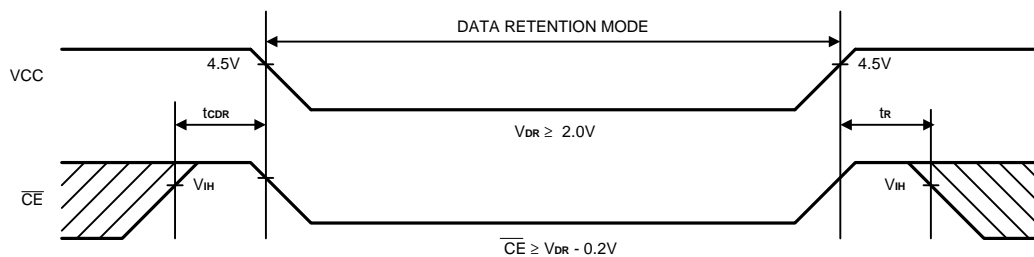 DATA RETENTION MODE
VCC
4.5V
4.5V
tCDR
VDR ≥ 2.0V
tR
CE
VIH
VIH
CE ≥ VDR - 0.2V